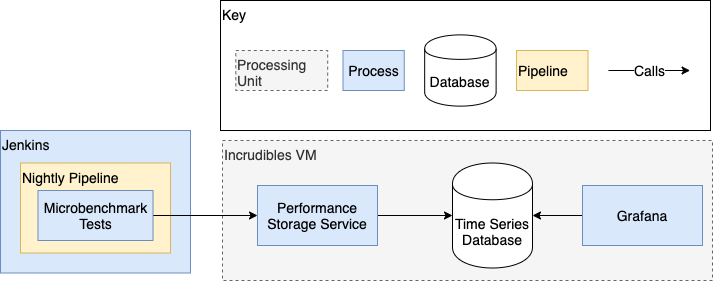 Key
Processing
Unit
Process
Database
Pipeline
Calls
Jenkins
Nightly Pipeline
Microbenchmark
Tests
Incrudibles VM
Performance
Storage Service
Time Series
Database
Grafana